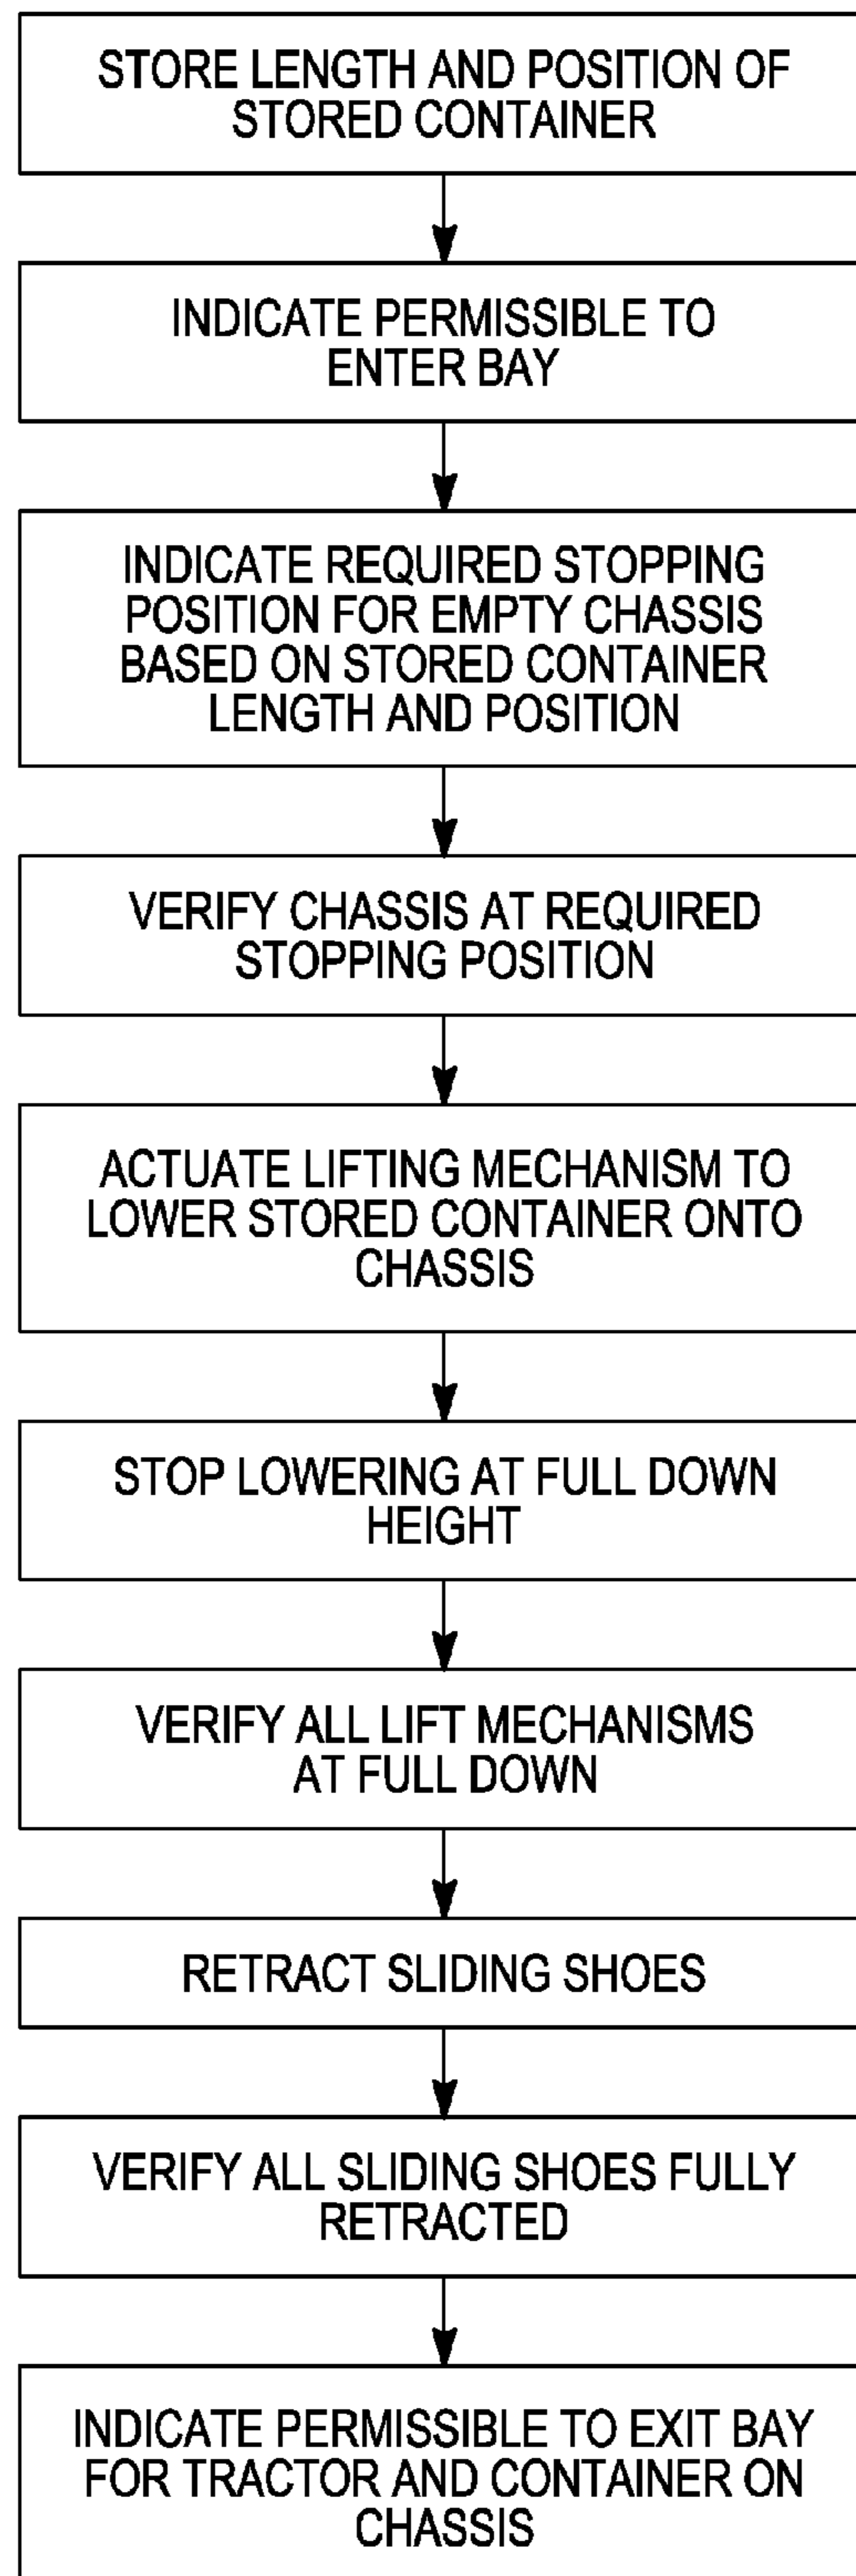 STORE LENGTH AND POSITION OF
STORED CONTAINER
INDICATE PERMISSIBLE TO
ENTER BAY
INDICATE REQUIRED STOPPING
POSITION FOR EMPTY CHASSIS
BASED ON STORED CONTAINER
LENGTH AND POSITION
VERIFY CHASSIS AT REQUIRED
STOPPING POSITION
ACTUATE LIFTING MECHANISM TO
LOWER STORED CONTAINER ONTO
CHASSIS
STOP LOWERING AT FULL DOWN
HEIGHT
VERIFY ALL LIFT MECHANISMS
AT FULL DOWN
RETRACT SLIDING SHOES
VERIFY ALL SLIDING SHOES FULLY
RETRACTED
INDICATE PERMISSIBLE TO EXIT BAY
FOR TRACTOR AND CONTAINER ON
CHASSIS